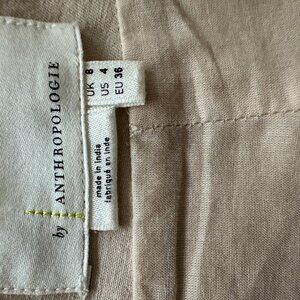 by ANTHROPOLOGIE
UK 8
US 4
EU 36
made in India
fabriqué en Inde